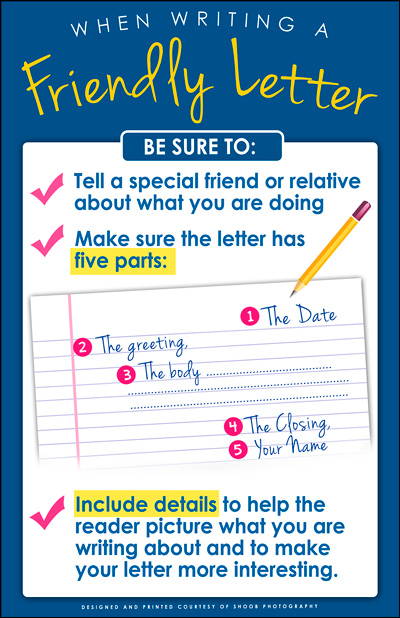 WHEN WRITING A
Friendly Letter
BE SURE TO:
Tell a special friend or relative
about what you are doing
Make sure the letter has
five parts:
1 The Date
2 The greeting,
3 The body ..............................
..............................
..............................
4 The Closing,
5 Your Name
Include details to help the
reader picture what you are
writing about and to make
your letter more interesting.
DESIGNED AND PRINTED COURTESY OF SHOOB PHOTOGRAPHY